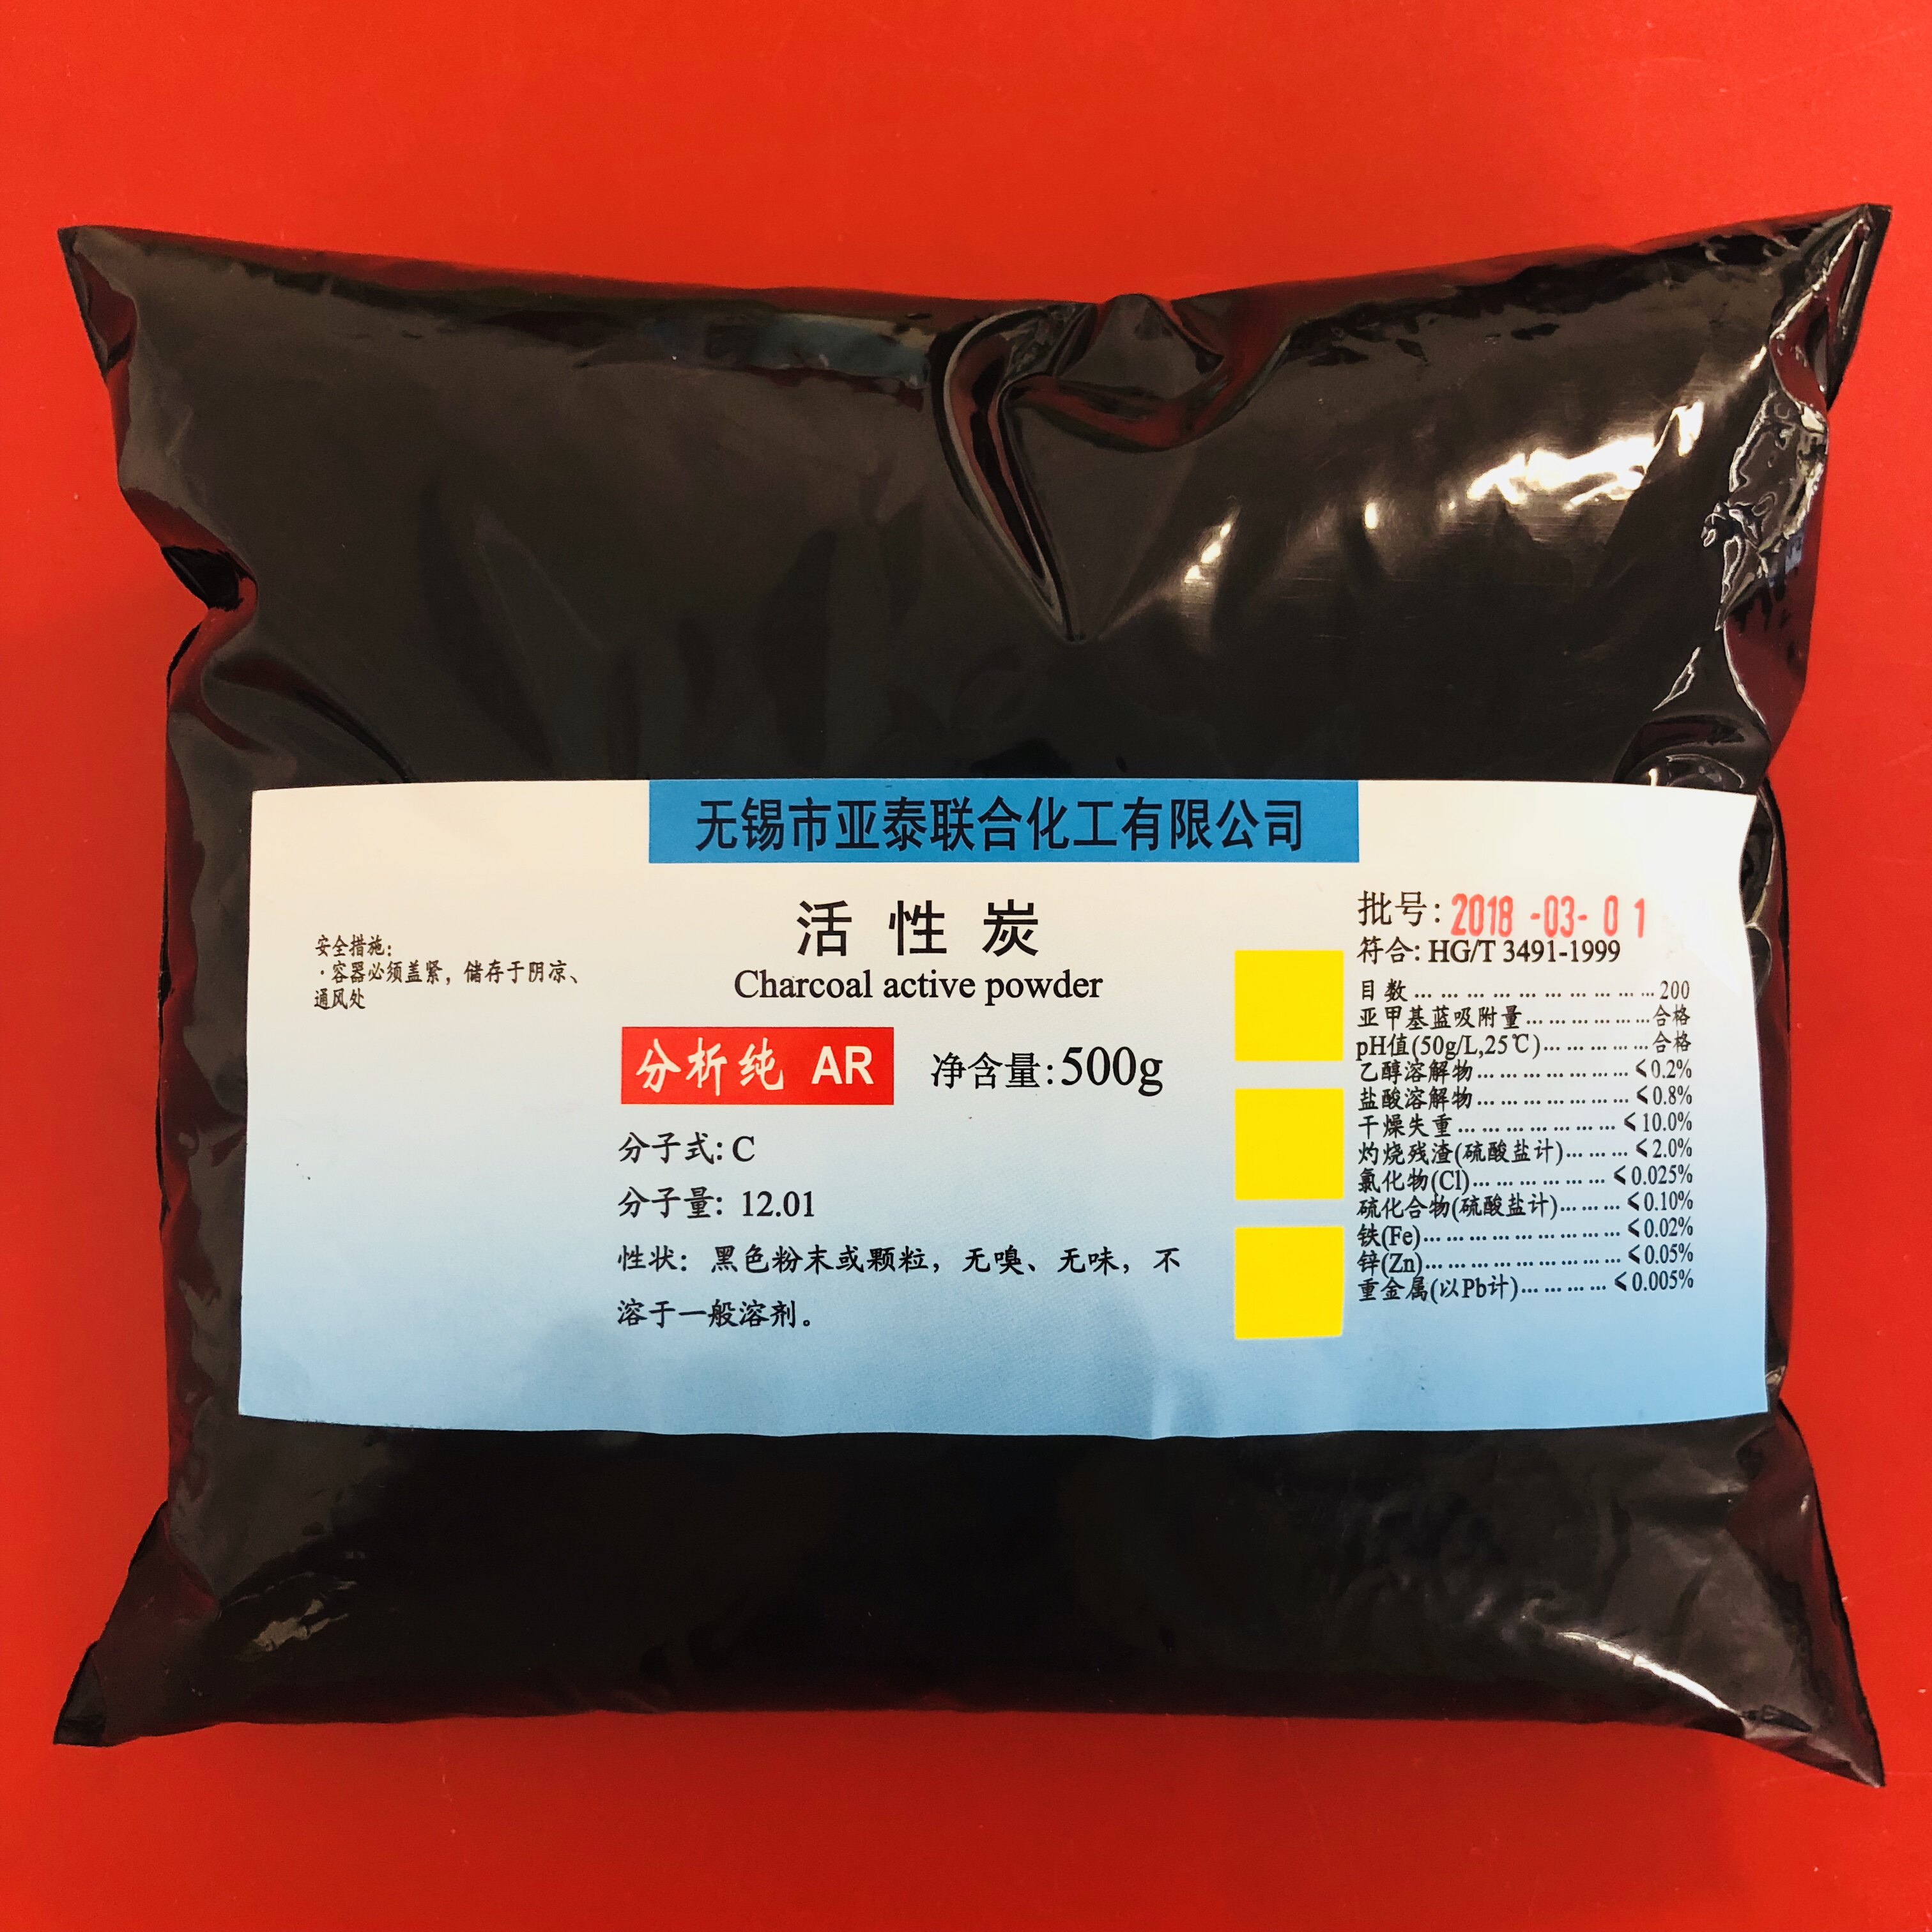 无锡市亚泰联合化工有限公司
安全措施:
·容器必须盖紧，储存于阴凉、
通风处
活性炭
Charcoal active powder
分析纯 AR
净含量:500g
分子式:C
分子量: 12.01
性状: 黑色粉末或颗粒，无嗅、无味，不
溶于一般溶剂。
批号: 2018-03-01
符合: HG/T 3491-1999
目数……………………200
亚甲基蓝吸附量……………合格
pH值(50g/L,25℃)……………合格
乙醇溶解物………………≤0.2%
盐酸溶解物………………≤0.8%
干燥失重………………≤10.0%
灼烧残渣(硫酸盐计)………≤2.0%
氯化物(Cl)………………≤0.025%
硫化合物(硫酸盐计)………≤0.10%
铁(Fe)……………………≤0.02%
锌(Zn)……………………≤0.05%
重金属(以Pb计)…………≤0.005%